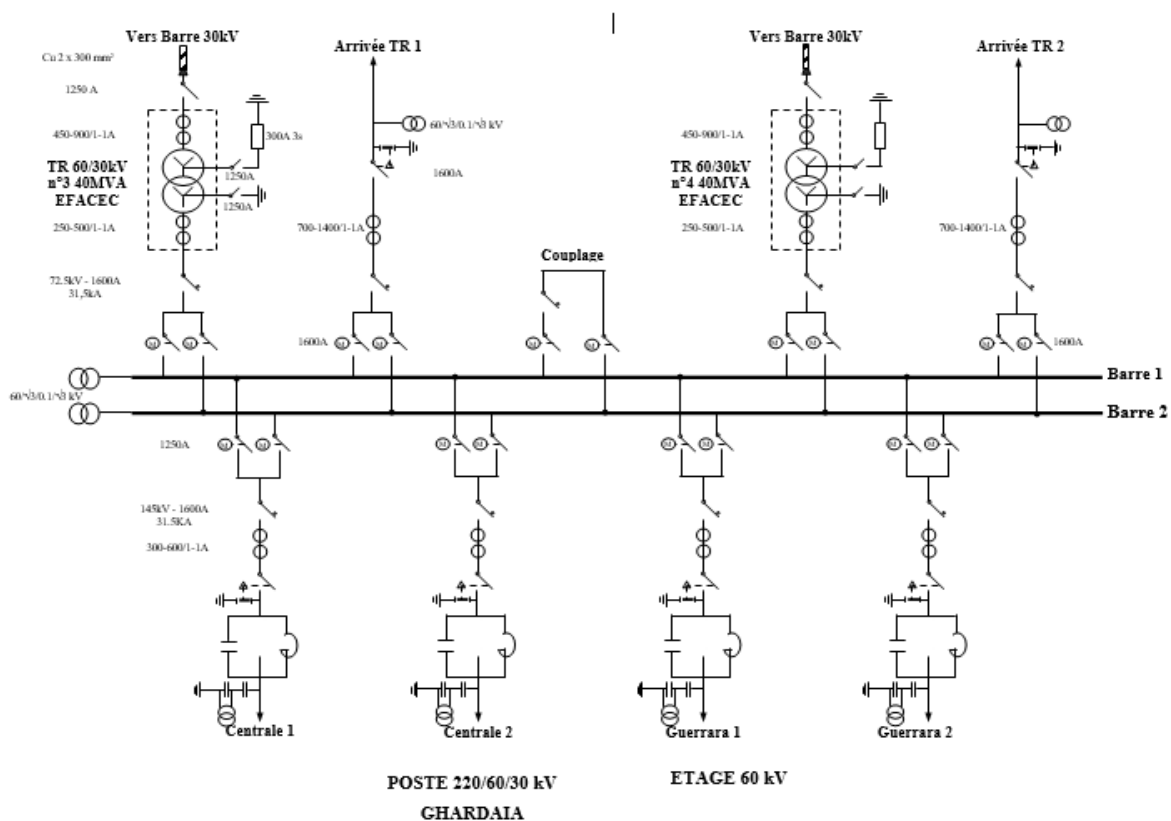 Vers Barre 30kV
Arrivée TR 1
Vers Barre 30kV
Arrivée TR 2
Cu 2 x 300 mm²
1250 A
450-900/1-1A
300A 3s
60/√3/0.1/√3 kV
450-900/1-1A
TR 60/30kV
n°3 40MVA
EFACEC
1250A
1250A
1600A
TR 60/30kV
n°4 40MVA
EFACEC
250-500/1-1A
700-1400/1-1A
250-500/1-1A
700-1400/1-1A
Couplage
72.5kV - 1600A
31,5kA
M
M
M
M
1600A
M
M
M
M
M
M
1600A
Barre 1
60/√3/0.1/√3 kV
Barre 2
1250A
M
M
M
M
M
M
M
M
145kV - 1600A
31.5KA
300-600/1-1A
Centrale 1
Centrale 2
Guerrara 1
Guerrara 2
POSTE 220/60/30 kV
ETAGE 60 kV
GHARDAIA